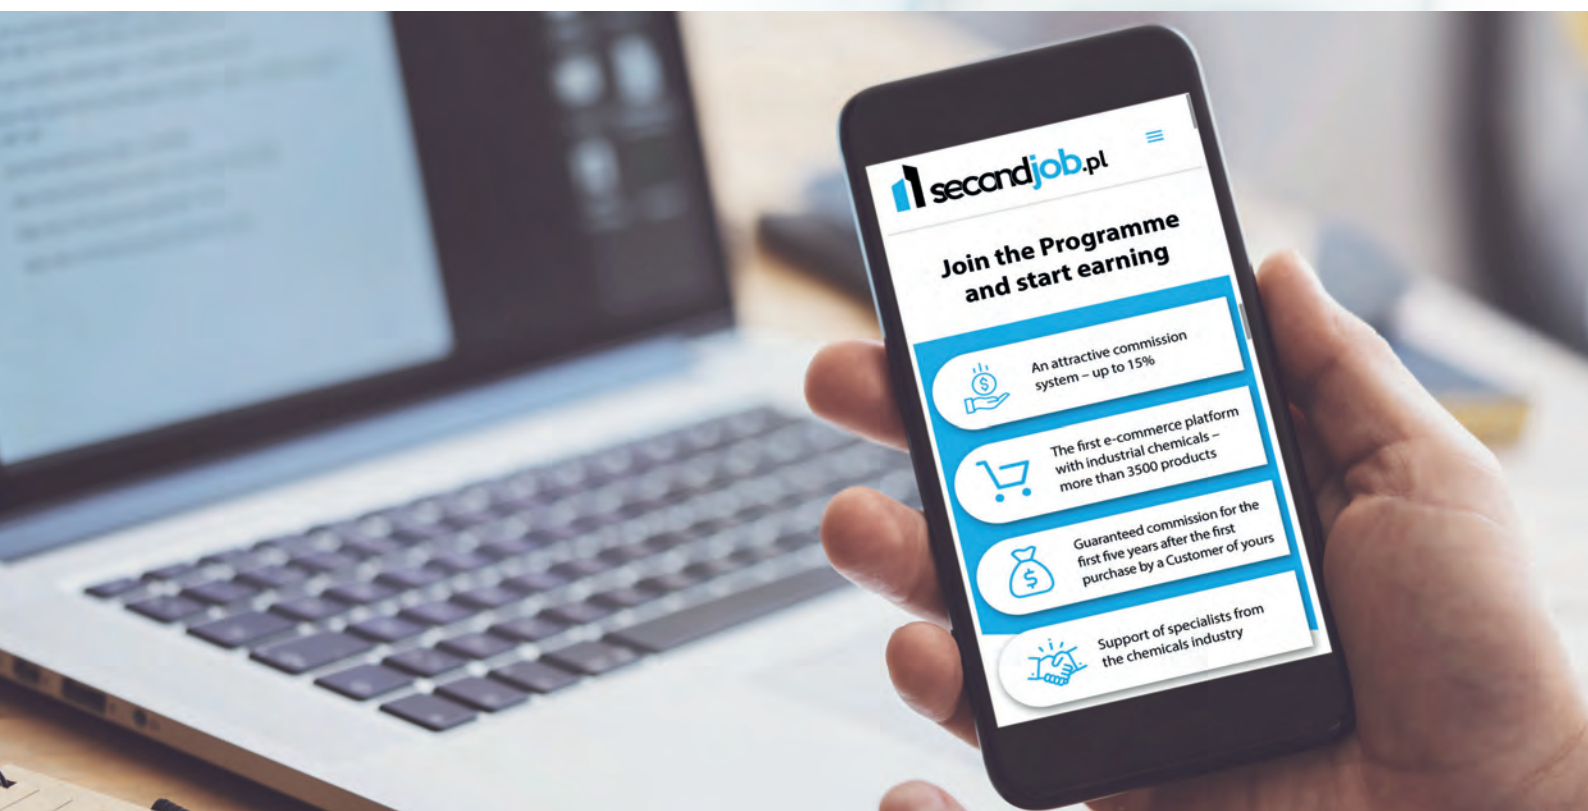 secondjob.pl
Join the Programme
and start earning
An attractive commission
system – up to 15%
The first e-commerce platform
with industrial chemicals –
more than 3500 products
Guaranteed commission for the
first five years after the first
purchase by a Customer of yours
Support of specialists from
the chemicals industry